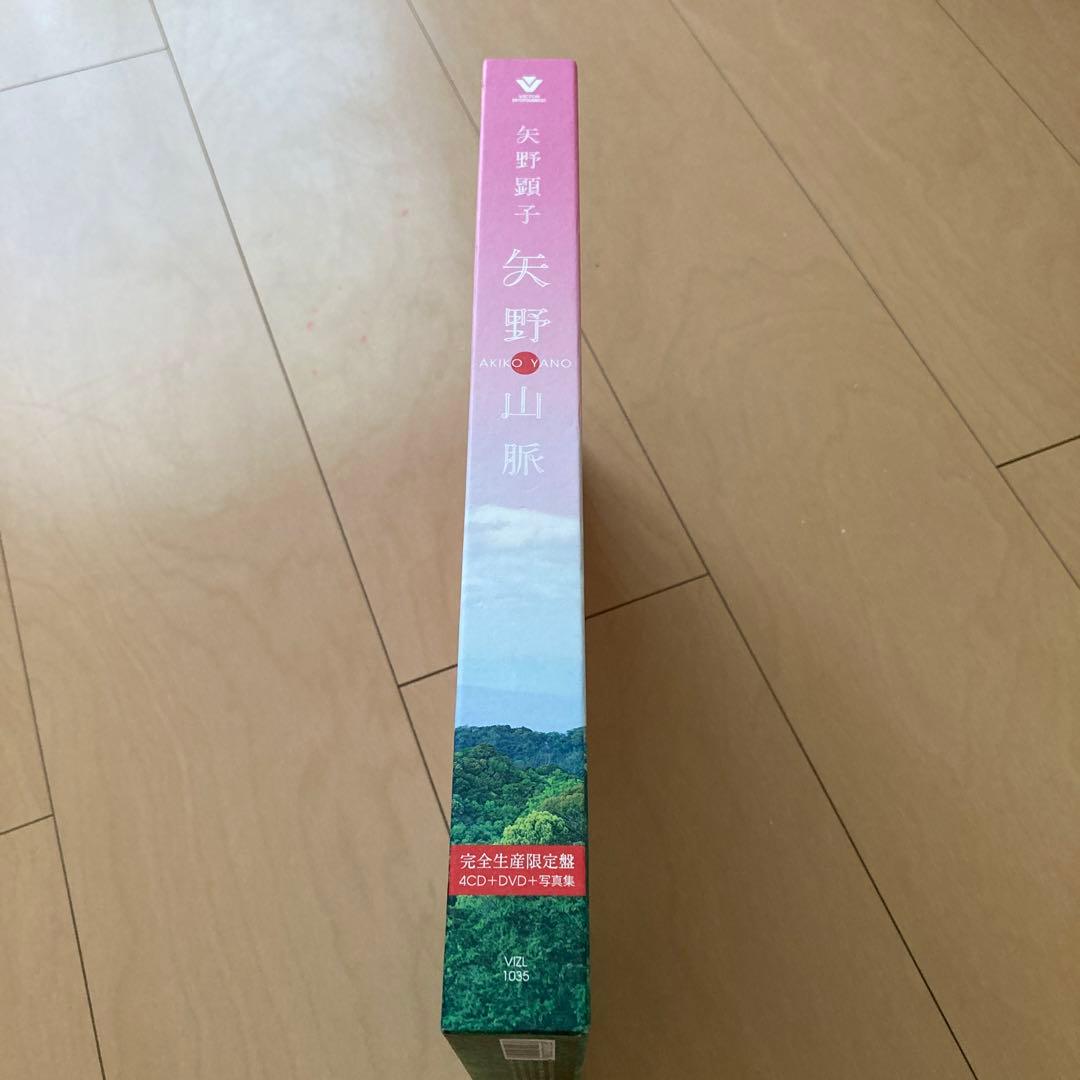 VICTOR
ENTERTAINMENT
矢野顕子
矢野
AKIKO YANO
山脈
完全生産限定盤
4CD+DVD+写真集
VIZL
1035